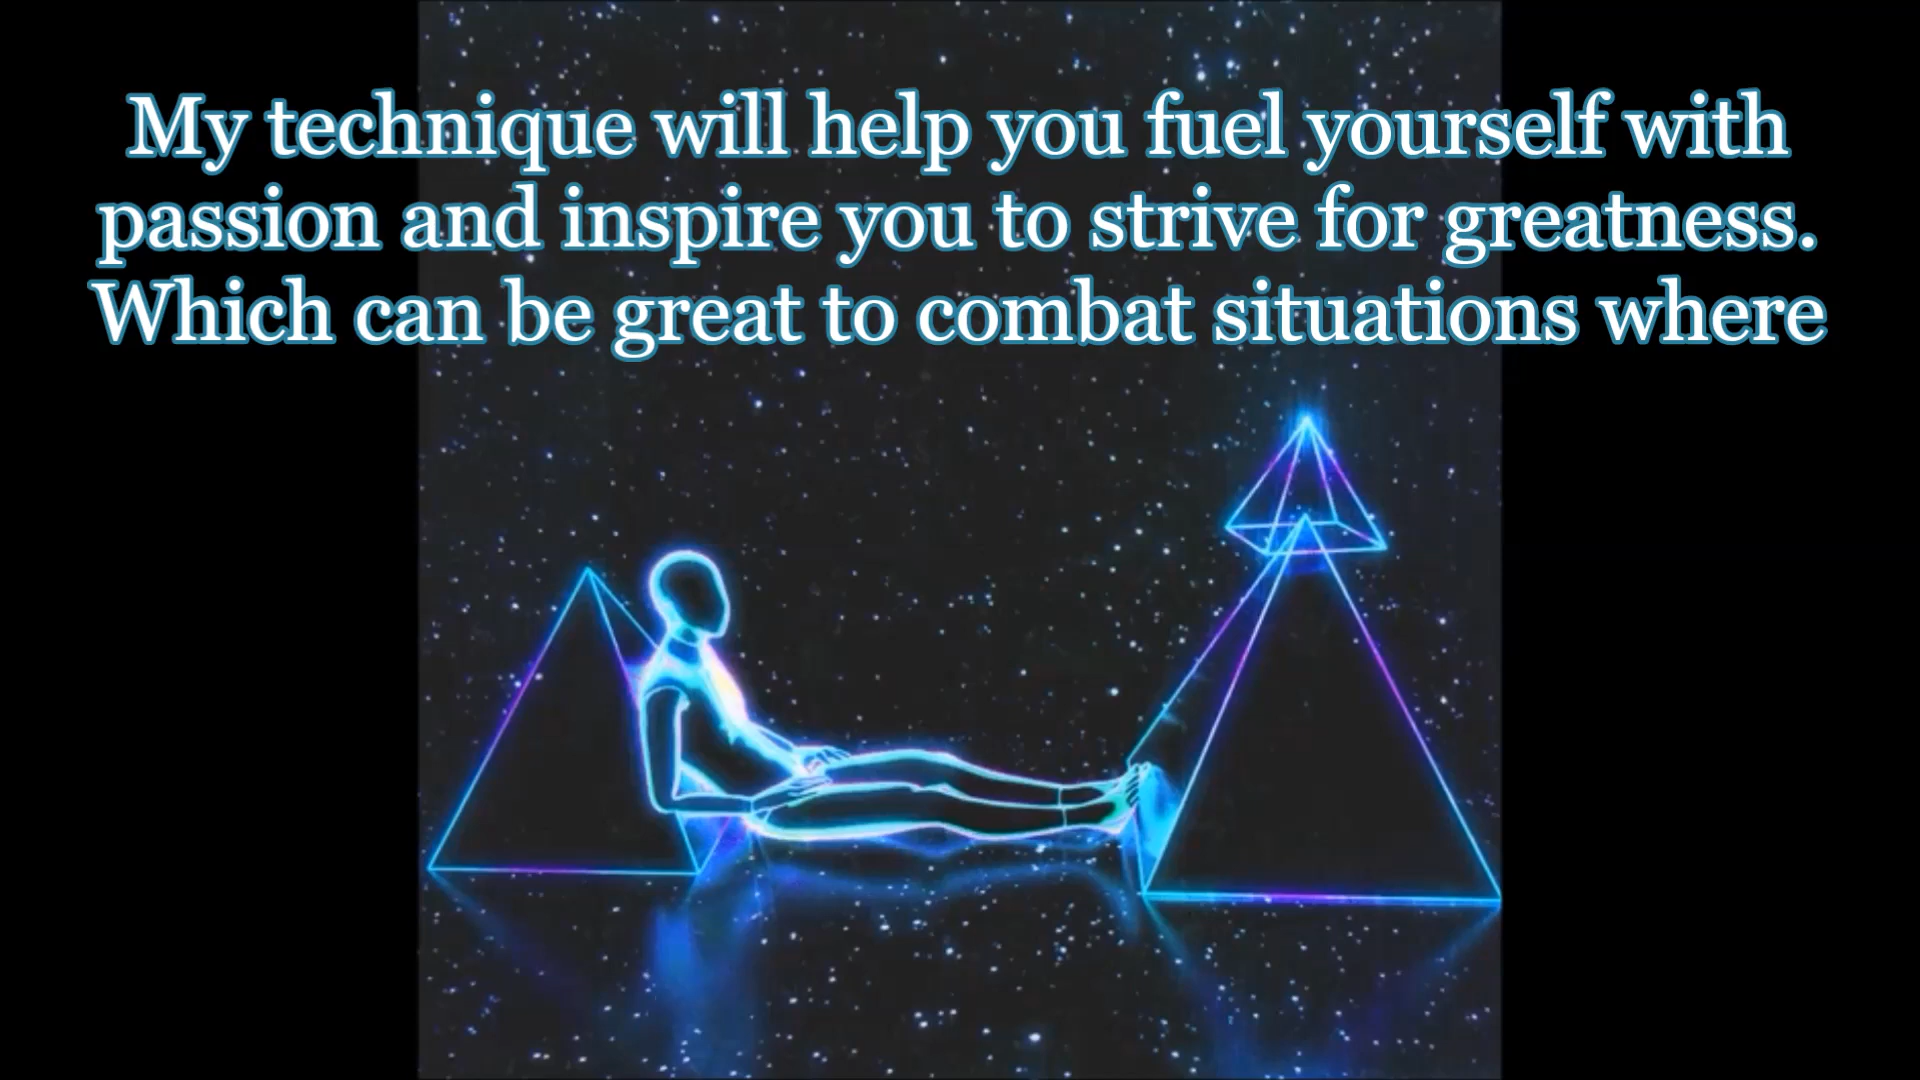 My technique will help you fuel yourself with
passion and inspire you to strive for greatness.
Which can be great to combat situations where